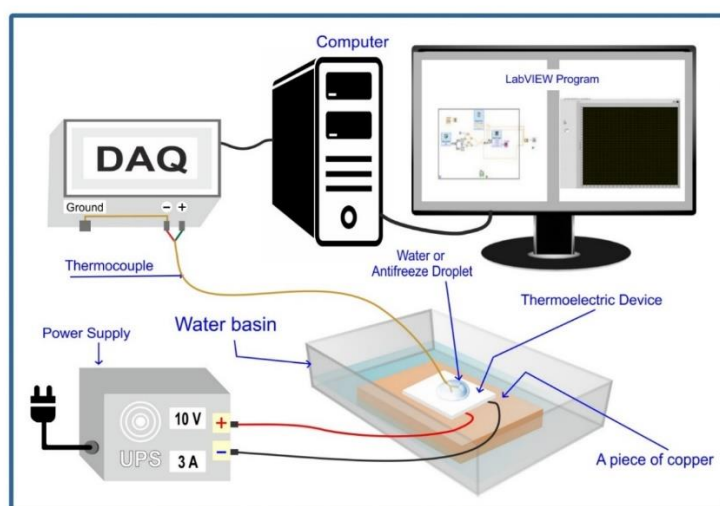 Computer
LabVIEW Program
DAQ
Ground
− +
Thermocouple
Water or
Antifreeze Droplet
Thermoelectric Device
Water basin
Power Supply
10 V
+
UPS
3 A
−
A piece of copper